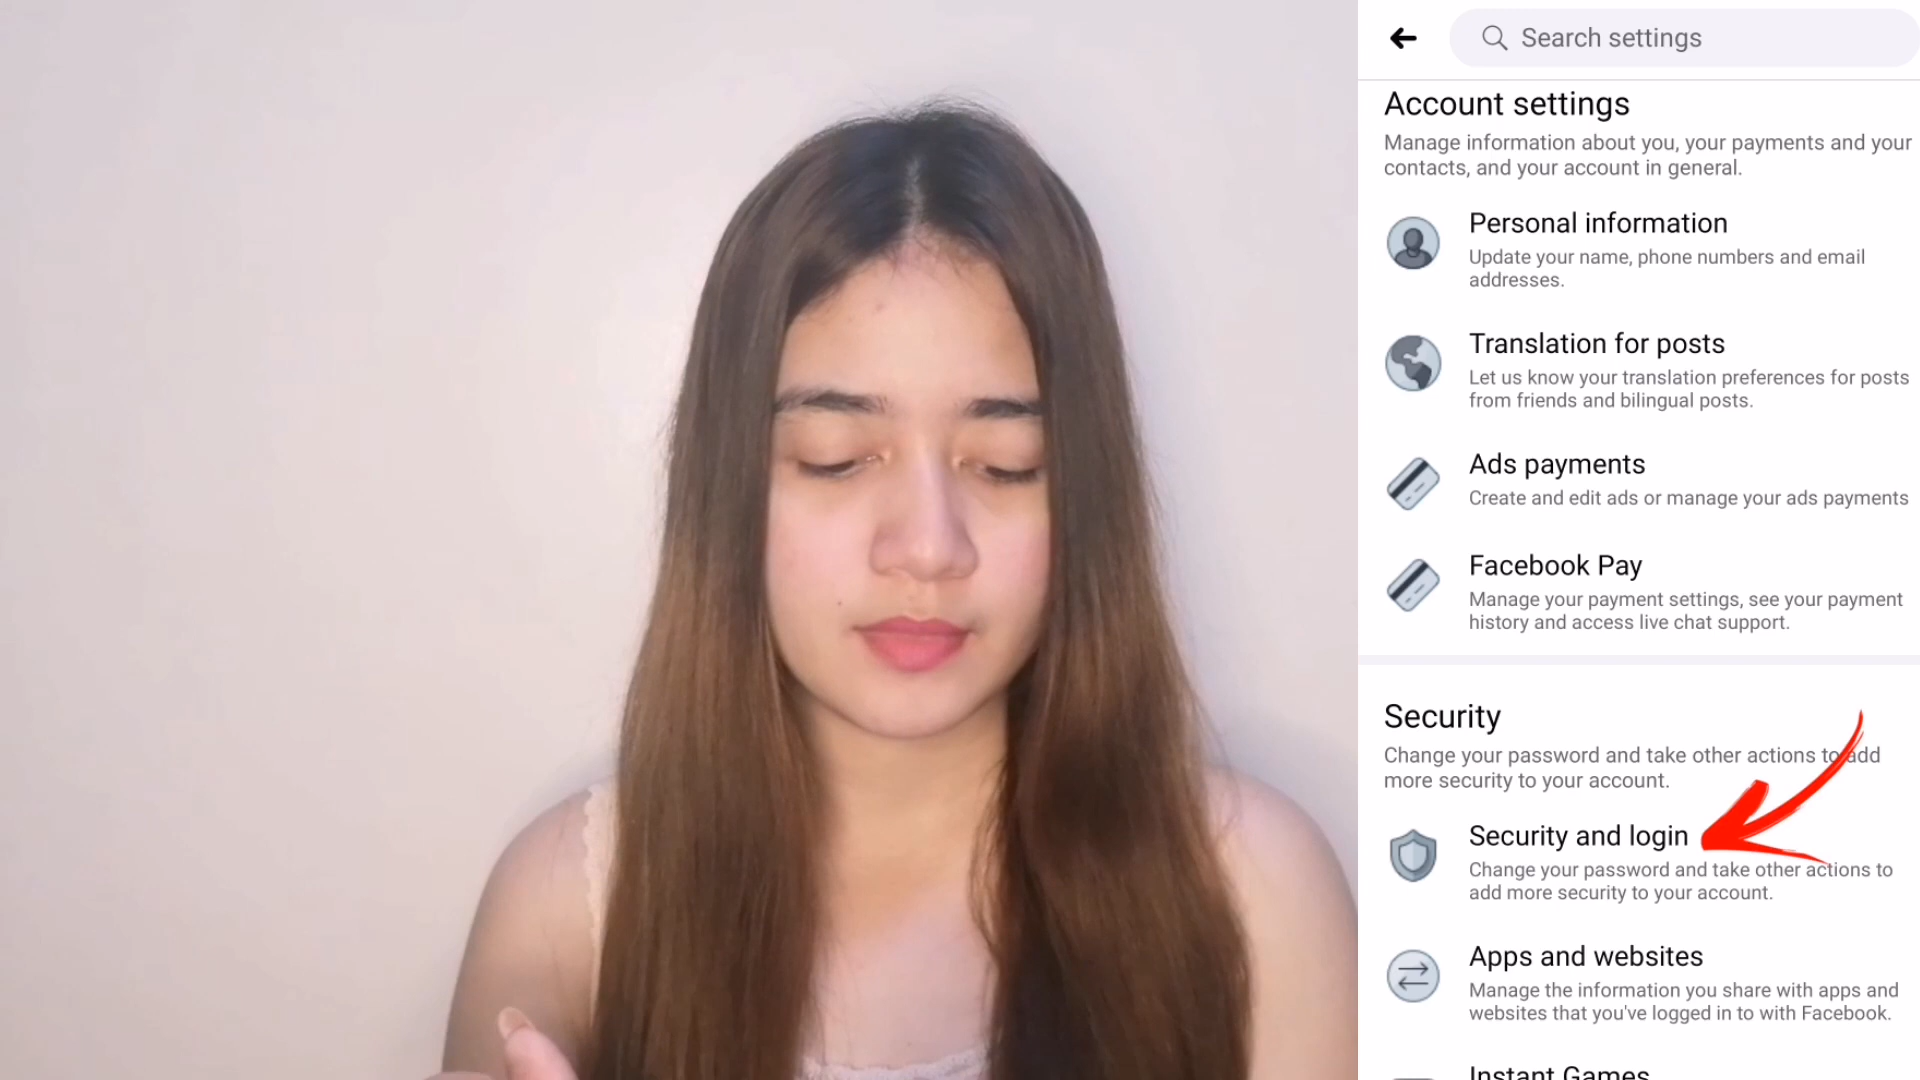 Search settings
Account settings
Manage information about you, your payments and your
contacts, and your account in general.
Personal information
Update your name, phone numbers and email
addresses.
Translation for posts
Let us know your translation preferences for posts
from friends and bilingual posts.
Ads payments
Create and edit ads or manage your ads payments
Facebook Pay
Manage your payment settings, see your payment
history and access live chat support.
Security
Change your password and take other actions to add
more security to your account.
Security and login
Change your password and take other actions to
add more security to your account.
Apps and websites
Manage the information you share with apps and
websites that you've logged in to with Facebook.
Instant Games